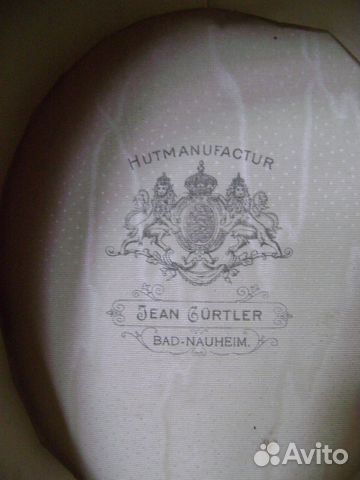 HUTMANUFACTUR
JEAN GÜRTLER
BAD-NAUHEIM.
Avito